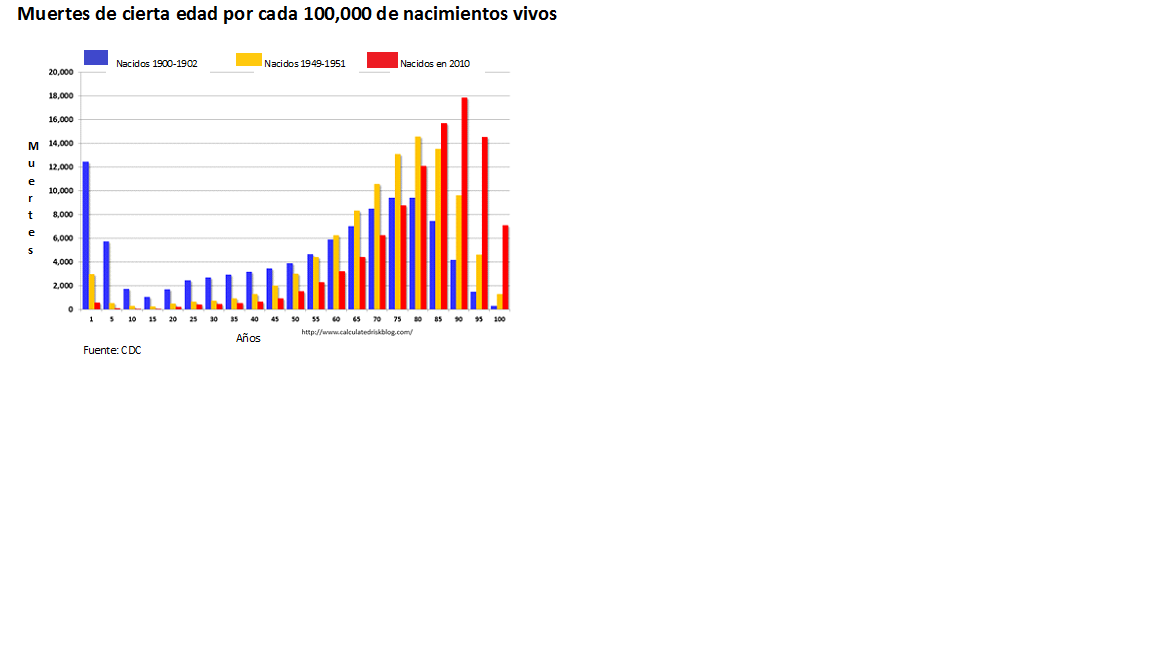 Muertes de cierta edad por cada 100,000 de nacimientos vivos
Nacidos 1900-1902 Nacidos 1949-1951 Nacidos en 2010
20,000
18,000
16,000
14,000
12,000
10,000
8,000
6,000
4,000
2,000
0
Muertes
1 5 10 15 20 25 30 35 40 45 50 55 60 65 70 75 80 85 90 95 100
http://www.calculatedriskblog.com/
Años
Fuente: CDC